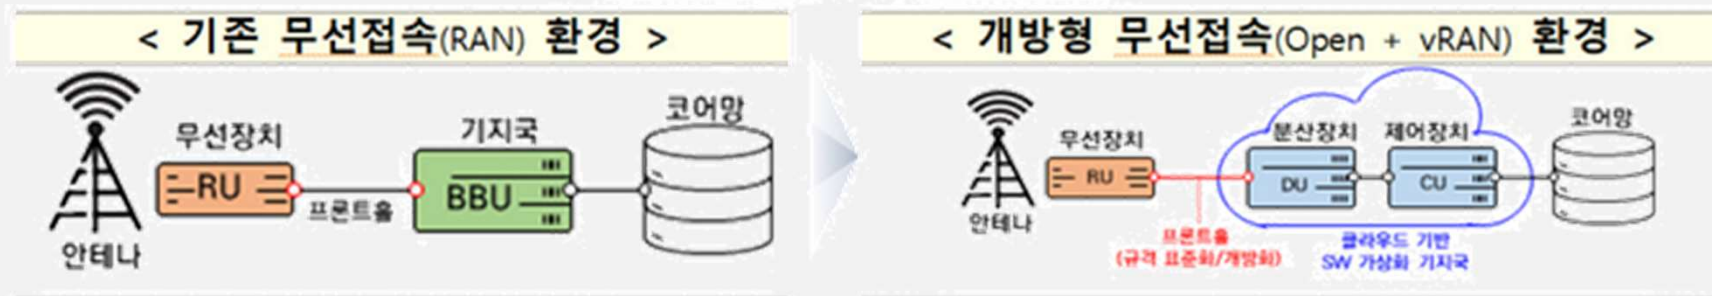 < 기존 무선접속(RAN) 환경 >
안테나
무선장치
RU
프론트홀
기지국
BBU
코어망
< 개방형 무선접속(Open + vRAN) 환경 >
안테나
무선장치
RU
프론트홀
(규격 표준화/개방화)
분산장치
DU
제어장치
CU
클라우드 기반
SW 가상화 기지국
코어망